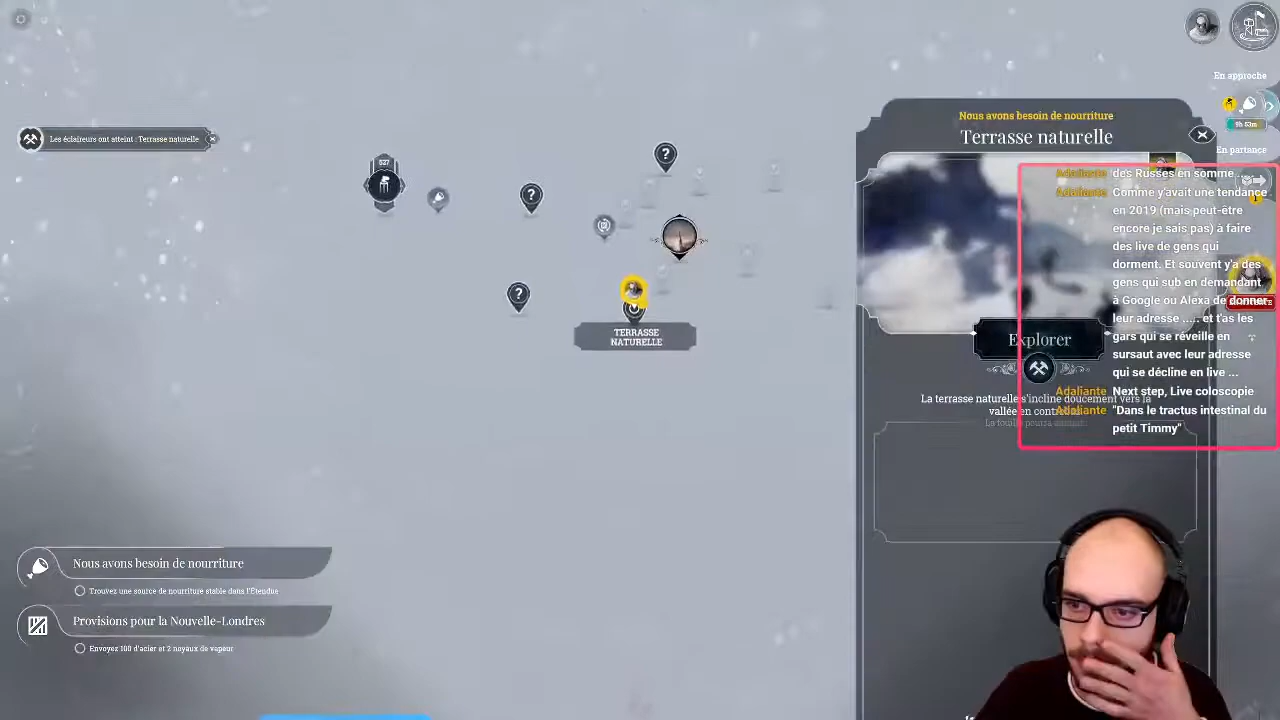 En approche
Les éclaireurs ont atteint : Terrasse naturelle
527
?
?
?
TERRASSE
NATURELLE
Nous avons besoin de nourriture
Terrasse naturelle
9h 53m
En partance
1
Explorer
La terrasse naturelle s'incline doucement vers la
vallée en
Adaliante des Russes en somme...
Adaliante Comme y'avait une tendance
en 2019 (mais peut-être
encore je sais pas) à faire
des live de gens qui
dorment. Et souvent y'a des
gens qui sub en demandant
à Google ou Alexa de donner
leur adresse ..... et t'as les
gars qui se réveille en
sursaut avec leur adresse
qui se décline en live ...
Adaliante Next step, Live coloscopie
Adaliante "Dans le tractus intestinal du
petit Timmy"
Nous avons besoin de nourriture
Trouvez une source de nourriture stable dans l'Étendue
Provisions pour la Nouvelle-Londres
Envoyez 100 d'acier et 2 noyaux de vapeur